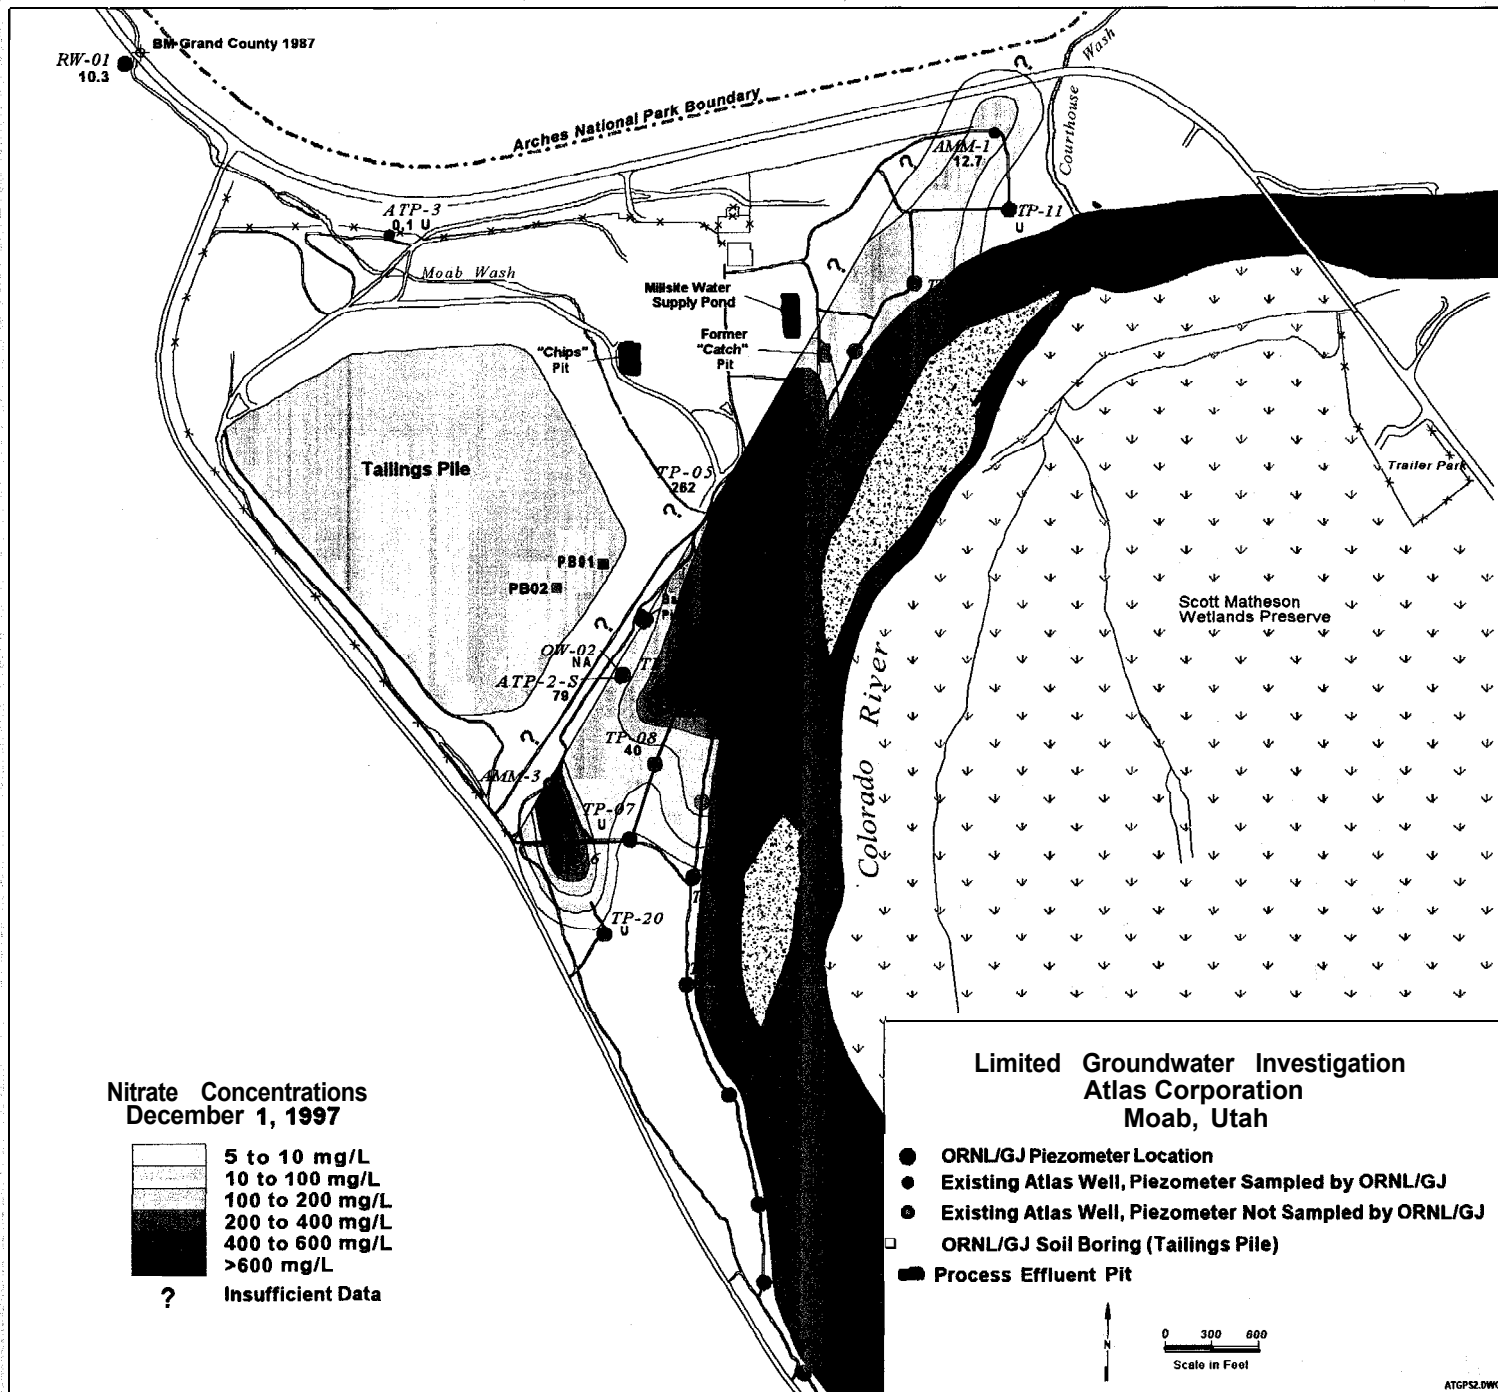 BM-Grand County 1987
RW-01
10.3
Arches National Park Boundary
?
Wash
Courthouse
AMM-1
12.7
?
ATP-3
0.1 U
TP-11
U
Moab Wash
?
Millsite Water
Supply Pond
Former
"Catch"
Pit
"Chips"
Pit
Tailings Pile
TP-05
262
?
Trailer Park
PB01
PB02
?
Scott Matheson
Wetlands Preserve
OW-02
NA
ATP-2-S
79
?
TP-08
40
AMM-3
TP-07
U
Colorado River
TP-20
U
Nitrate Concentrations
December 1, 1997
5 to 10 mg/L
10 to 100 mg/L
100 to 200 mg/L
200 to 400 mg/L
400 to 600 mg/L
>600 mg/L
? Insufficient Data
Limited Groundwater Investigation
Atlas Corporation
Moab, Utah
ORNL/GJ Piezometer Location
Existing Atlas Well, Piezometer Sampled by ORNL/GJ
Existing Atlas Well, Piezometer Not Sampled by ORNL/GJ
ORNL/GJ Soil Boring (Tailings Pile)
Process Effluent Pit
N
0 300 600
Scale in Feet